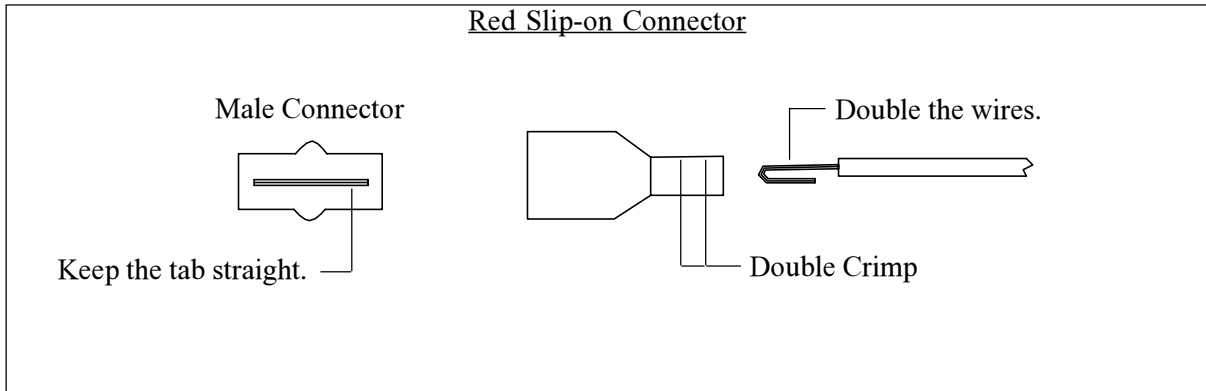 Red Slip-on Connector
Male Connector
Double the wires.
Keep the tab straight.
Double Crimp